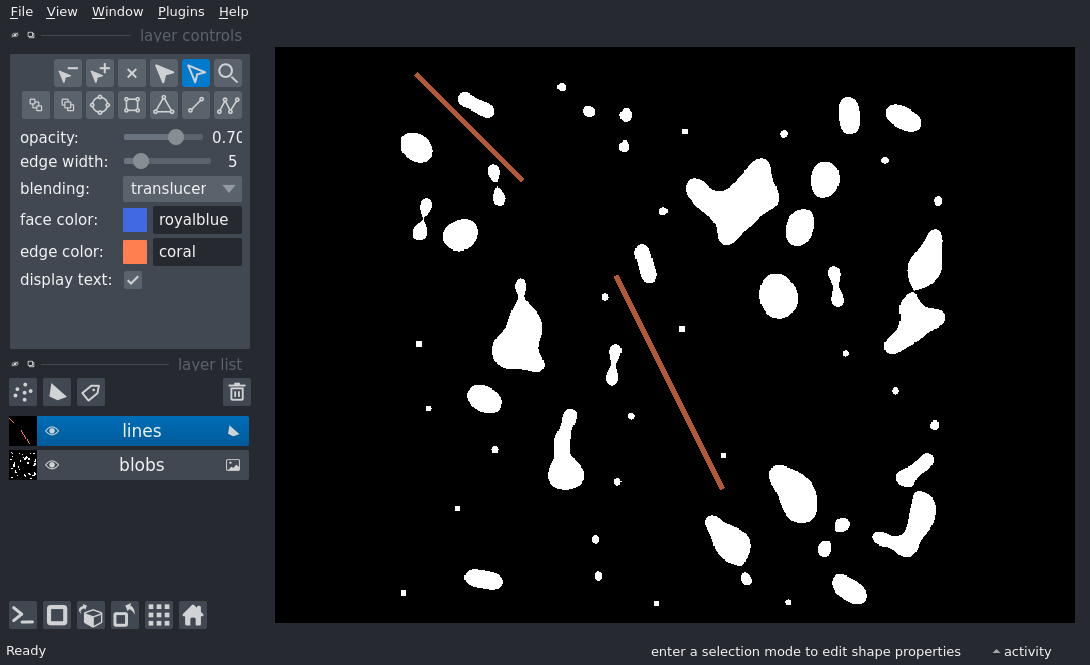 File View Window Plugins Help
layer controls
opacity: 0.70
edge width: 5
blending: translucer
face color: royalblue
edge color: coral
display text:
layer list
lines
blobs
Ready
enter a selection mode to edit shape properties
activity